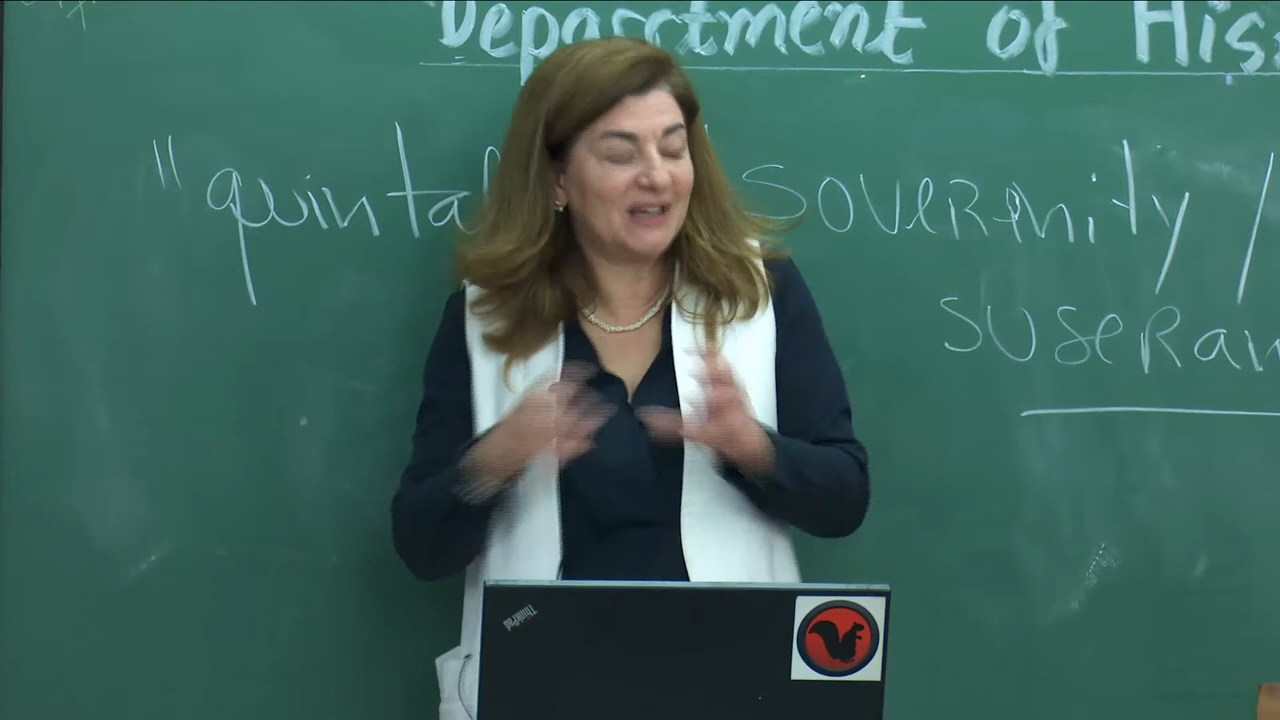 Department of His
"quinta SOVERnity / /
SUSeRan
ThinkPad